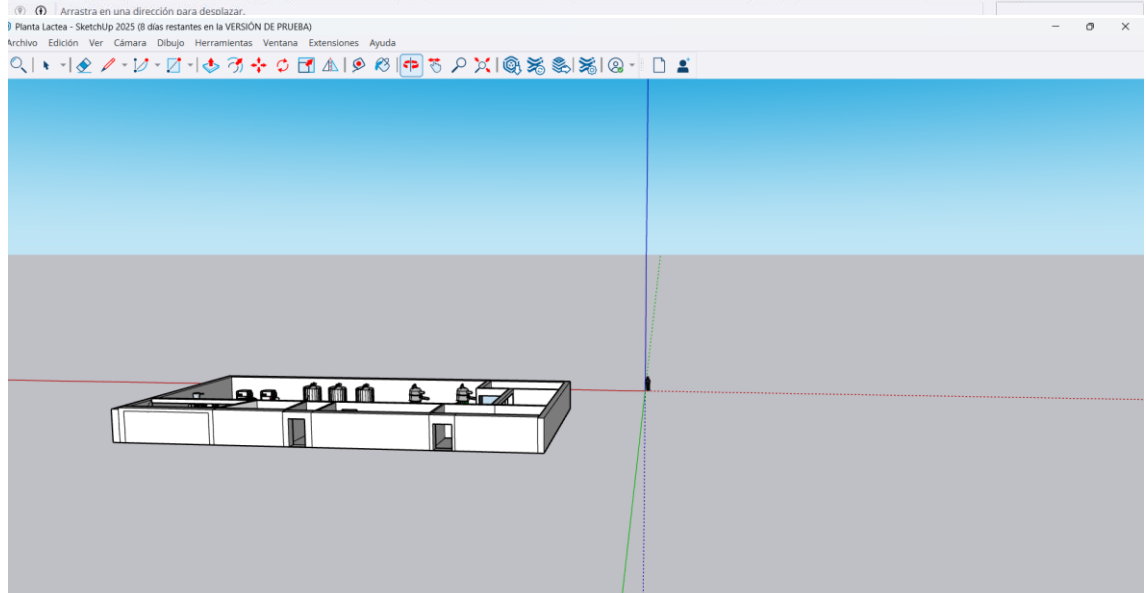 Arrastra en una dirección para desplazar.
Planta Lactea - SketchUp 2025 (8 días restantes en la VERSIÓN DE PRUEBA)
Archivo Edición Ver Cámara Dibujo Herramientas Ventana Extensiones Ayuda